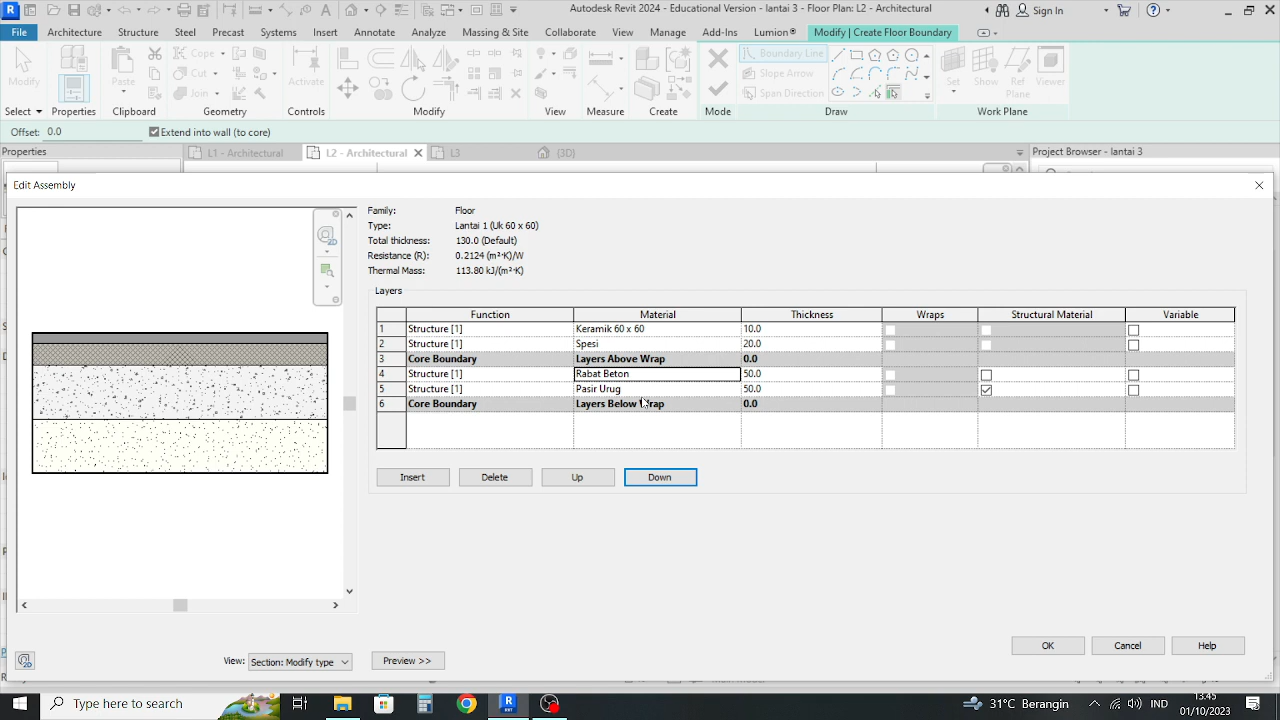 Autodesk Revit 2024 - Educational Version - lantai 3 - Floor Plan: L2 - Architectural
Sign In
File Architecture Structure Steel Precast Systems Insert Annotate Analyze Massing & Site Collaborate View Manage Add-Ins Lumion® Modify | Create Floor Boundary
Modify Paste Cope Cut Join Activate Boundary Line Slope Arrow Span Direction Set Show Ref Plane Viewer
Select Properties Clipboard Geometry Controls Modify View Measure Create Mode Draw Work Plane
Offset: 0.0 Extend into wall (to core)
Properties L1 - Architectural L2 - Architectural L3 {3D} Project Browser - lantai 3
Edit Assembly
Family: Floor
Type: Lantai 1 (Uk 60 x 60)
Total thickness: 130.0 (Default)
Resistance (R): 0.2124 (m²·K)/W
Thermal Mass: 113.80 kJ/(m²·K)
Layers
Function Material Thickness Wraps Structural Material Variable
1 Structure [1] Keramik 60 x 60 10.0
2 Structure [1] Spesi 20.0
3 Core Boundary Layers Above Wrap 0.0
4 Structure [1] Rabat Beton 50.0
5 Structure [1] Pasir Urug 50.0
6 Core Boundary Layers Below Wrap 0.0
Insert Delete Up Down
OK Cancel Help
View: Section: Modify type Preview >>
Type here to search
31°C Berangin IND
13.45
01/10/2023